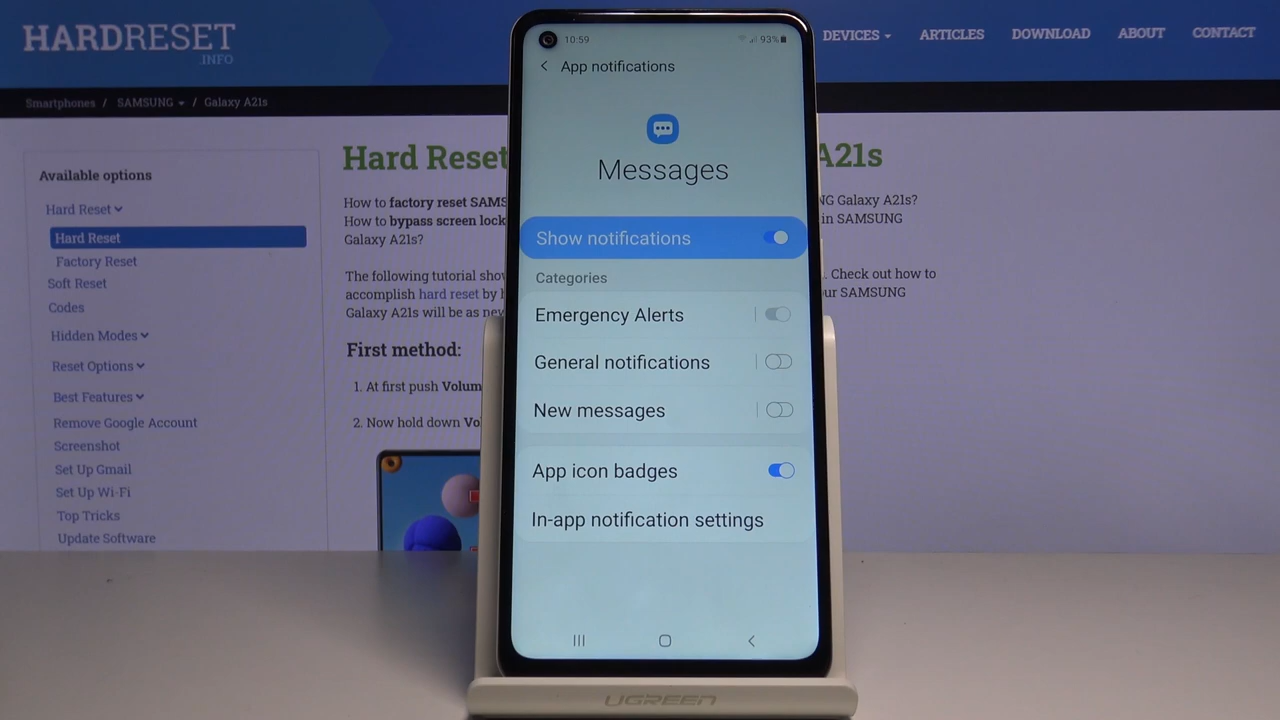 HARDRESET
.INFO
DEVICES
ARTICLES
DOWNLOAD
ABOUT
CONTACT
Smartphones / SAMSUNG / Galaxy A21s
Available options
Hard Reset
Hard Reset
Factory Reset
Soft Reset
Codes
Hidden Modes
Reset Options
Best Features
Remove Google Account
Screenshot
Set Up Gmail
Set Up Wi-Fi
Top Tricks
Update Software
Hard Reset
A21s
How to factory reset SAMS
NG Galaxy A21s?
How to bypass screen lock
in SAMSUNG
Galaxy A21s?
The following tutorial show
. Check out how to
accomplish hard reset by h
ur SAMSUNG
Galaxy A21s will be as new
First method:
1. At first push Volum
2. Now hold down Vo
10:59
93%
App notifications
Messages
Show notifications
Categories
Emergency Alerts
General notifications
New messages
App icon badges
In-app notification settings
UGREEN